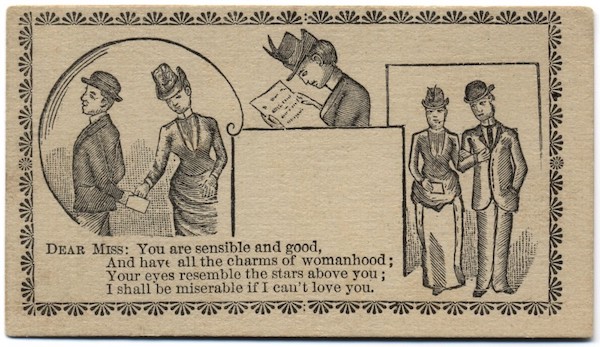 DEAR MISS: You are sensible and good,
And have all the charms of womanhood;
Your eyes resemble the stars above you;
I shall be miserable if I can't love you.